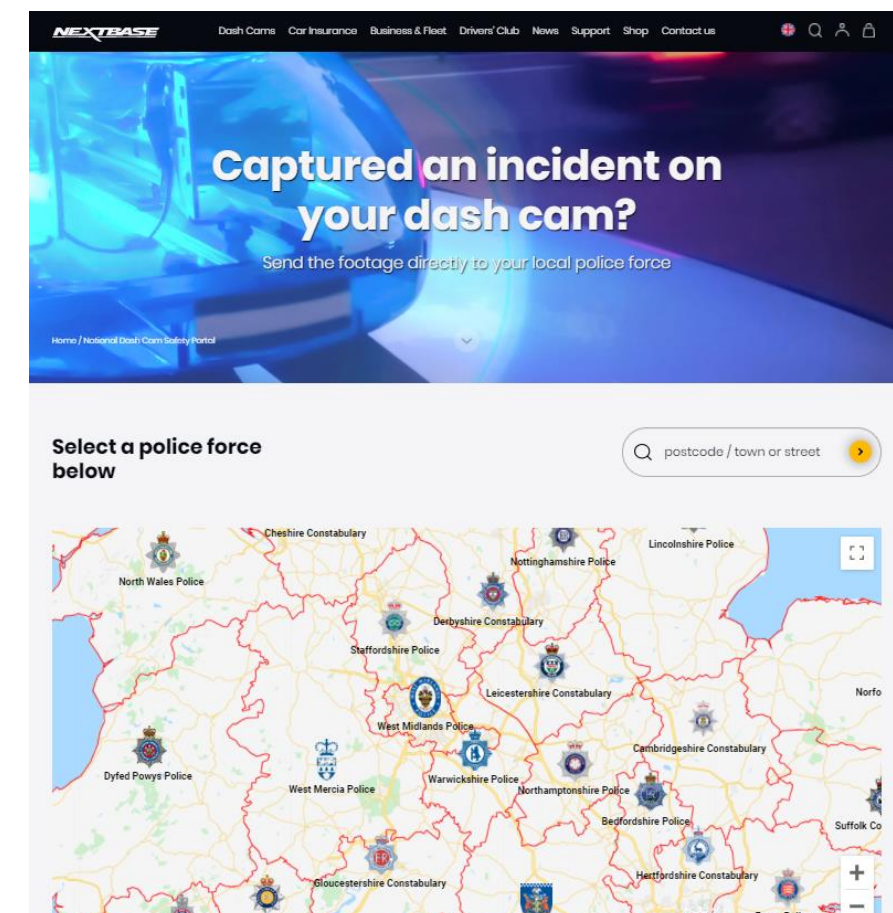 NEXTBASE
Dash Cams Car Insurance Business & Fleet Drivers' Club News Support Shop Contact us
Captured an incident on
your dash cam?
Send the footage directly to your local police force
Home / National Dash Cam Safety Portal
Select a police force
below
postcode / town or street
Cheshire Constabulary
Lincolnshire Police
Nottinghamshire Police
North Wales Police
Derbyshire Constabulary
Staffordshire Police
Leicestershire Constabulary
Norfo
West Midlands Police
Cambridgeshire Constabulary
Dyfed Powys Police
Warwickshire Police
West Mercia Police
Northamptonshire Police
Bedfordshire Police
Suffolk Co
Gloucestershire Constabulary
Hertfordshire Constabulary